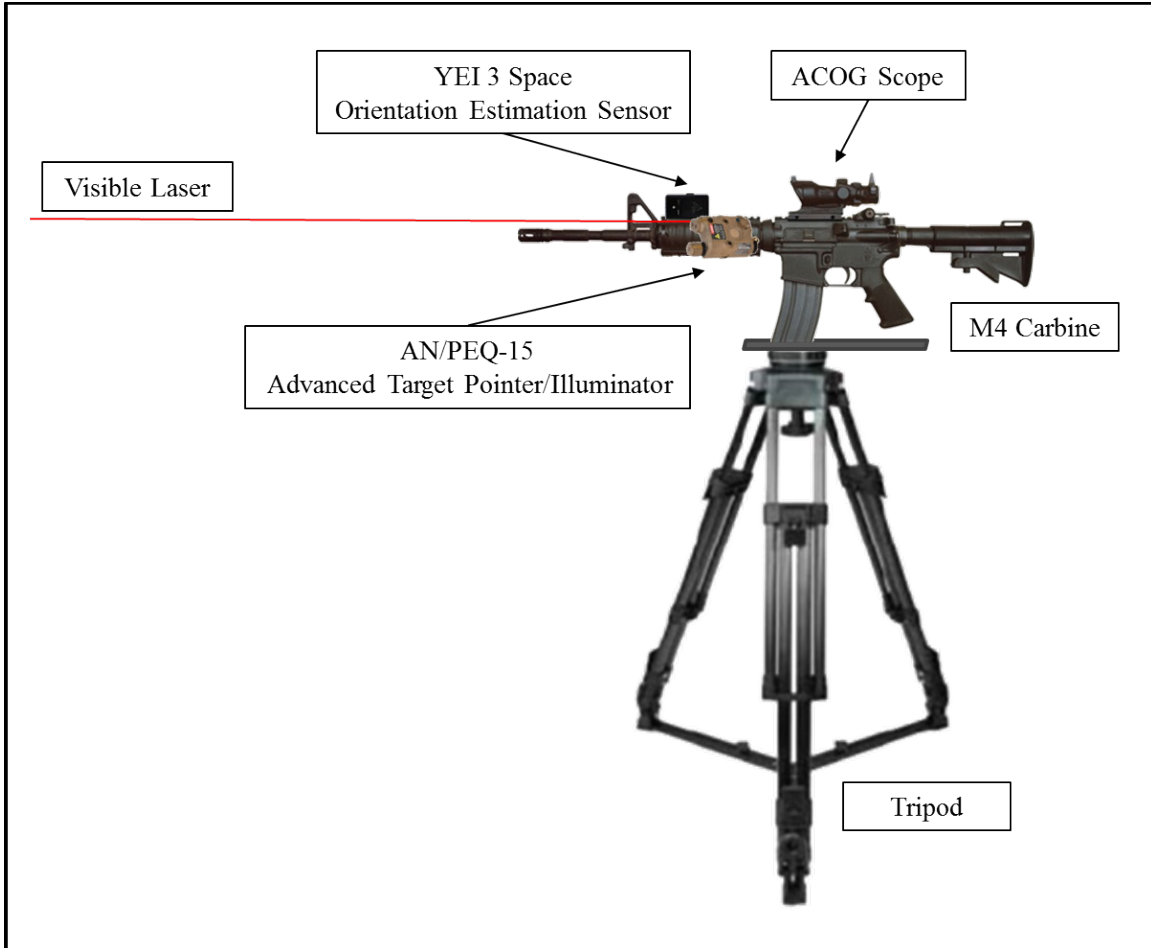 YEI 3 Space
Orientation Estimation Sensor
ACOG Scope
Visible Laser
M4 Carbine
AN/PEQ-15
Advanced Target Pointer/Illuminator
Tripod